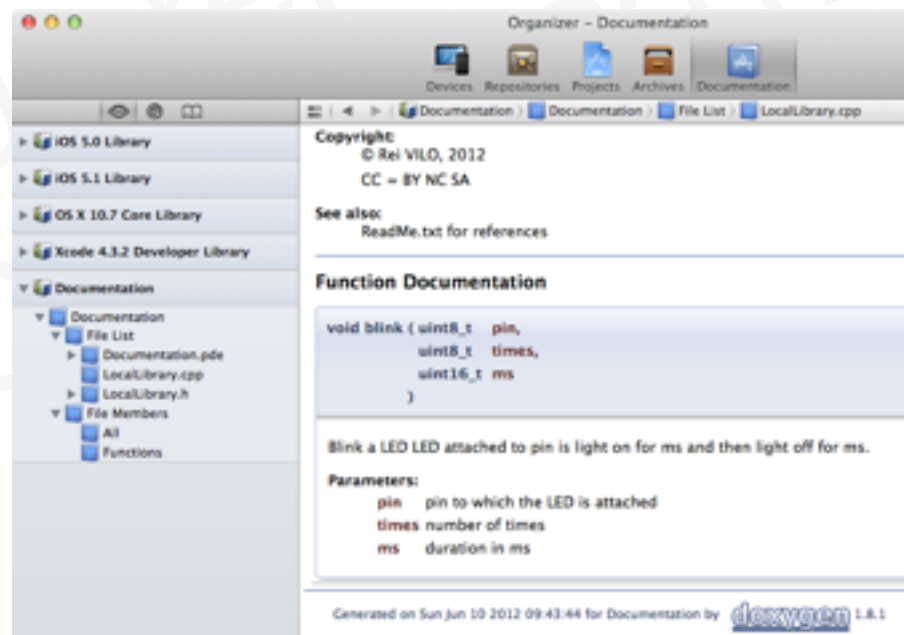 Organizer - Documentation
Devices Repositories Projects Archives Documentation
Documentation Documentation File List LocalLibrary.cpp
iOS 5.0 Library
iOS 5.1 Library
OS X 10.7 Core Library
Xcode 4.3.2 Developer Library
Documentation
Documentation
File List
Documentation.pde
LocalLibrary.cpp
LocalLibrary.h
File Members
All
Functions
Copyright:
© Rei VILO, 2012
CC = BY NC SA
See also:
ReadMe.txt for references
Function Documentation
void blink ( uint8_t pin,
uint8_t times,
uint16_t ms
)
Blink a LED LED attached to pin is light on for ms and then light off for ms.
Parameters:
pin pin to which the LED is attached
times number of times
ms duration in ms
Generated on Sun Jun 10 2012 09:43:44 for Documentation by doxygen 1.8.1